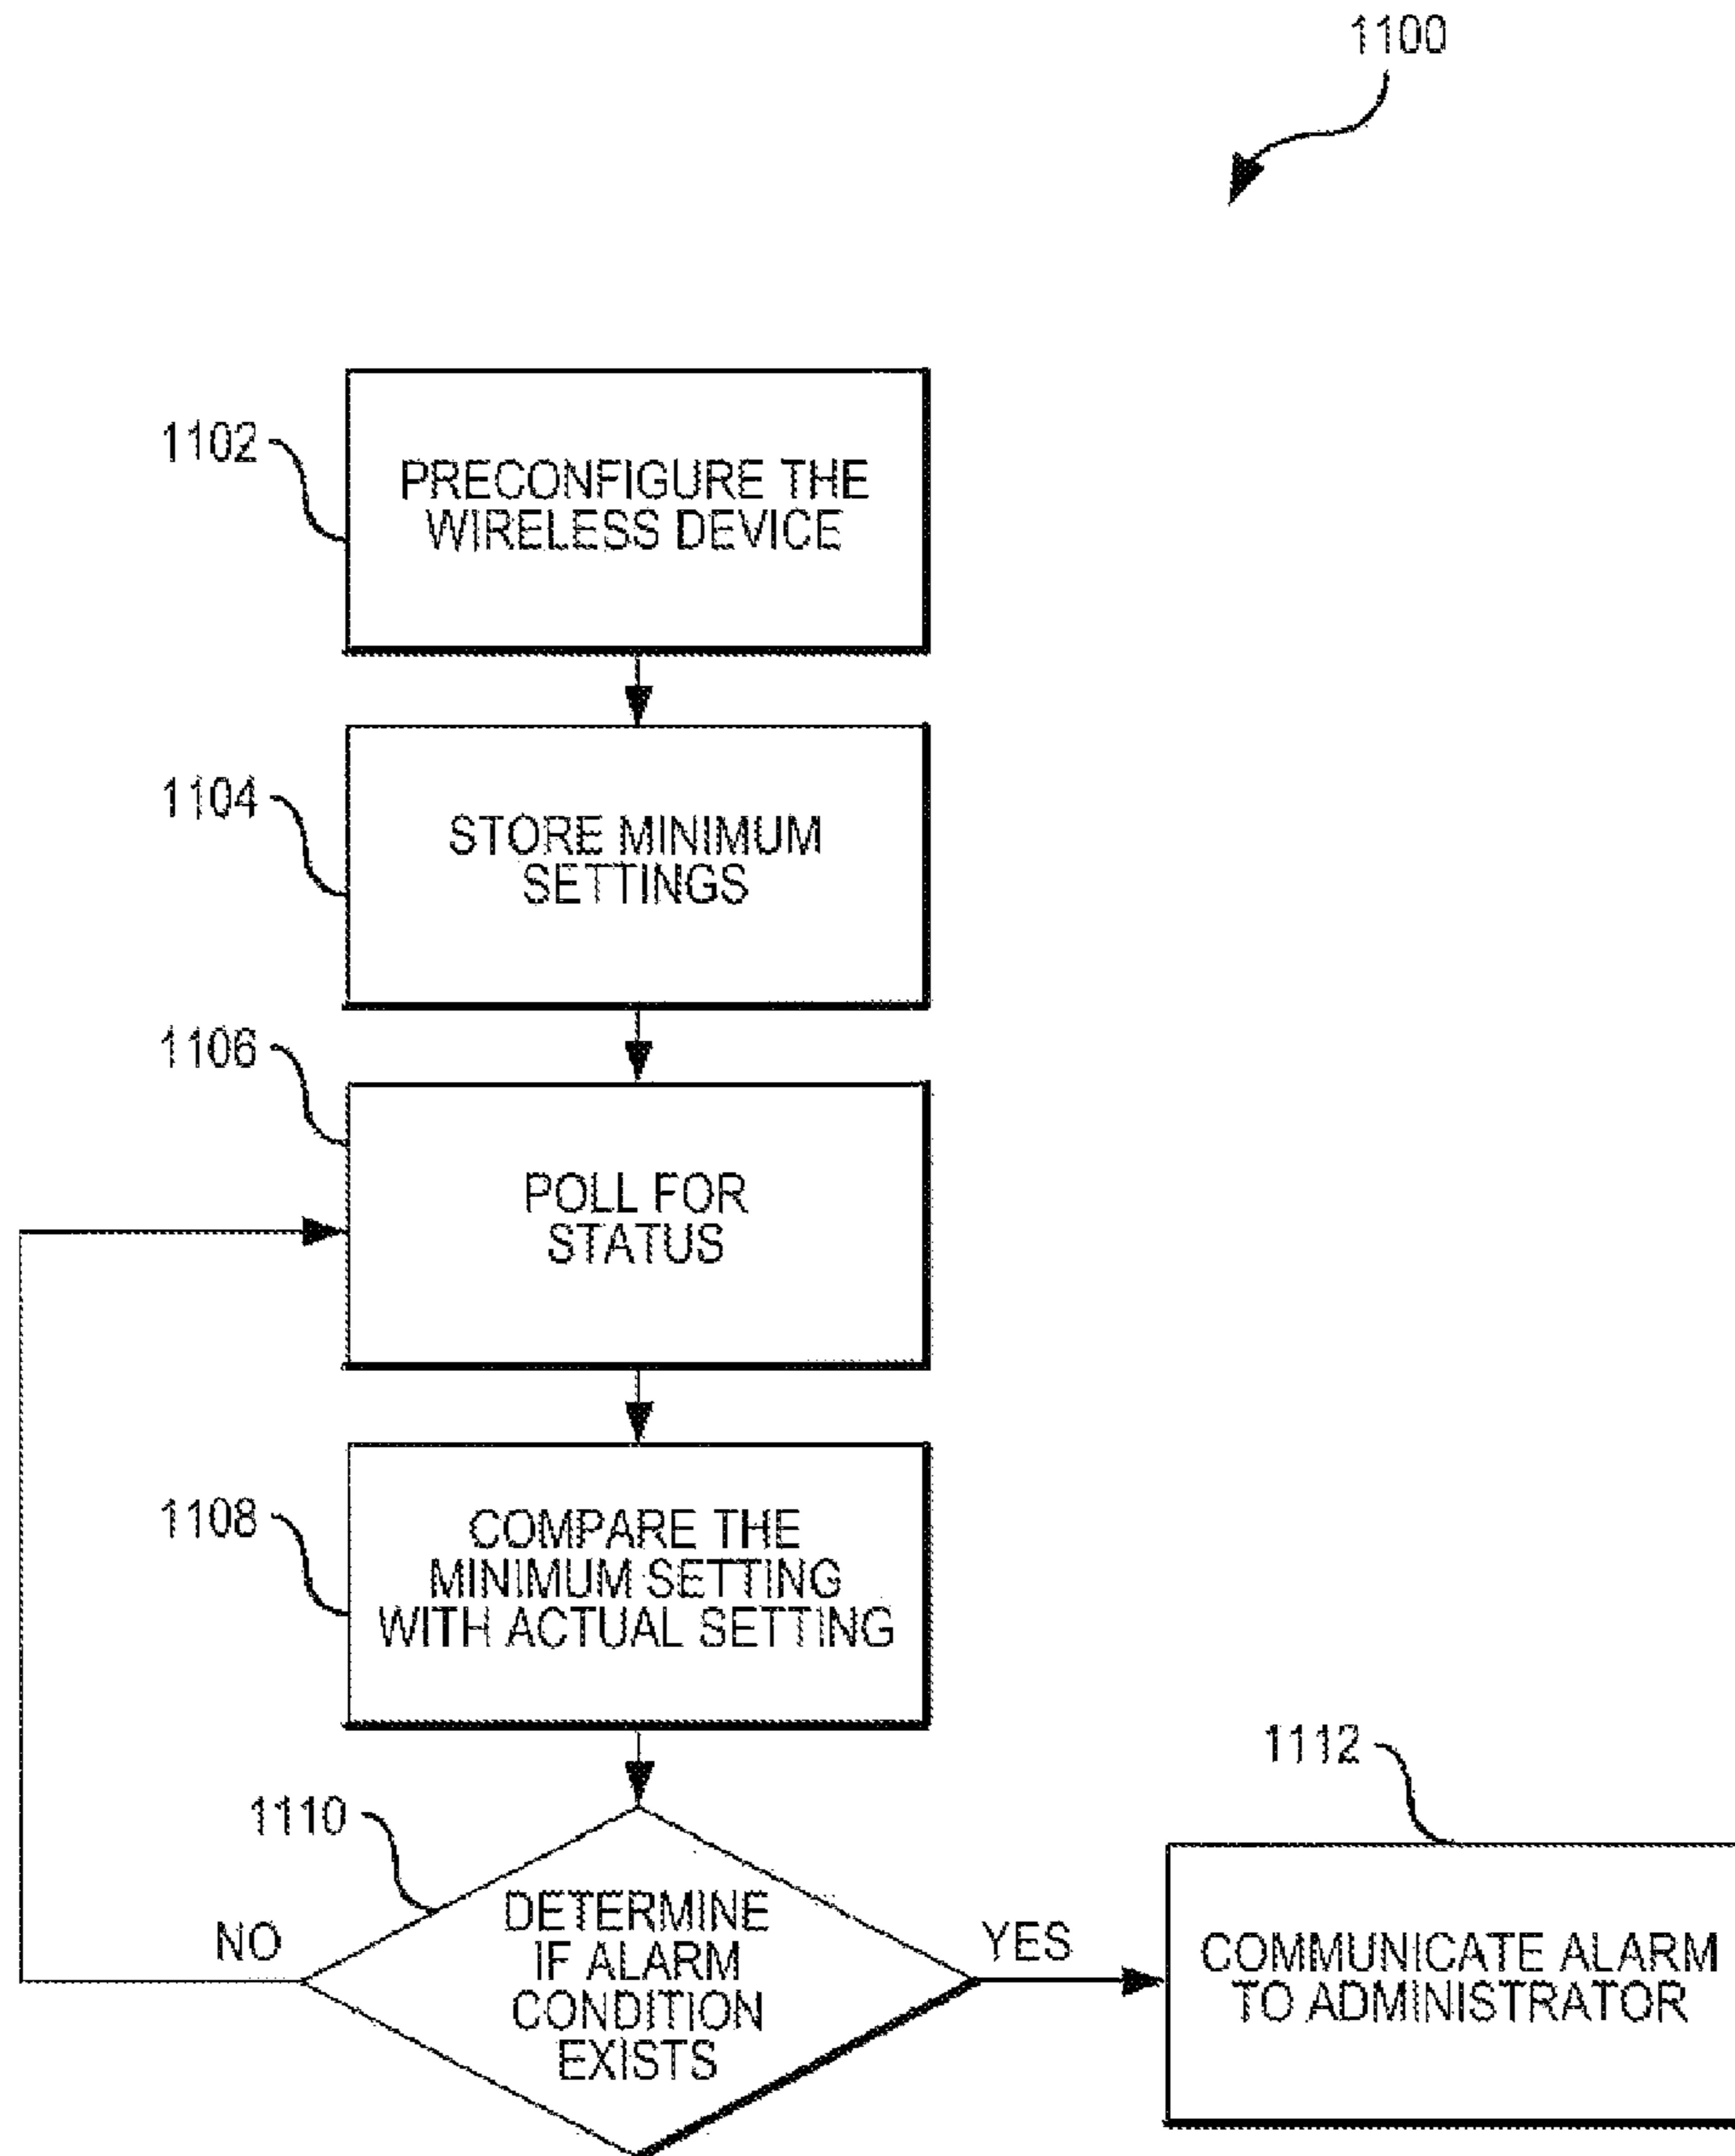 1100
1102
PRECONFIGURE THE
WIRELESS DEVICE
1104
STORE MINIMUM
SETTINGS
1106
POLL FOR
STATUS
1108
COMPARE THE
MINIMUM SETTING
WITH ACTUAL SETTING
1110
DETERMINE
IF ALARM
CONDITION
EXISTS
NO
YES
1112
COMMUNICATE ALARM
TO ADMINISTRATOR